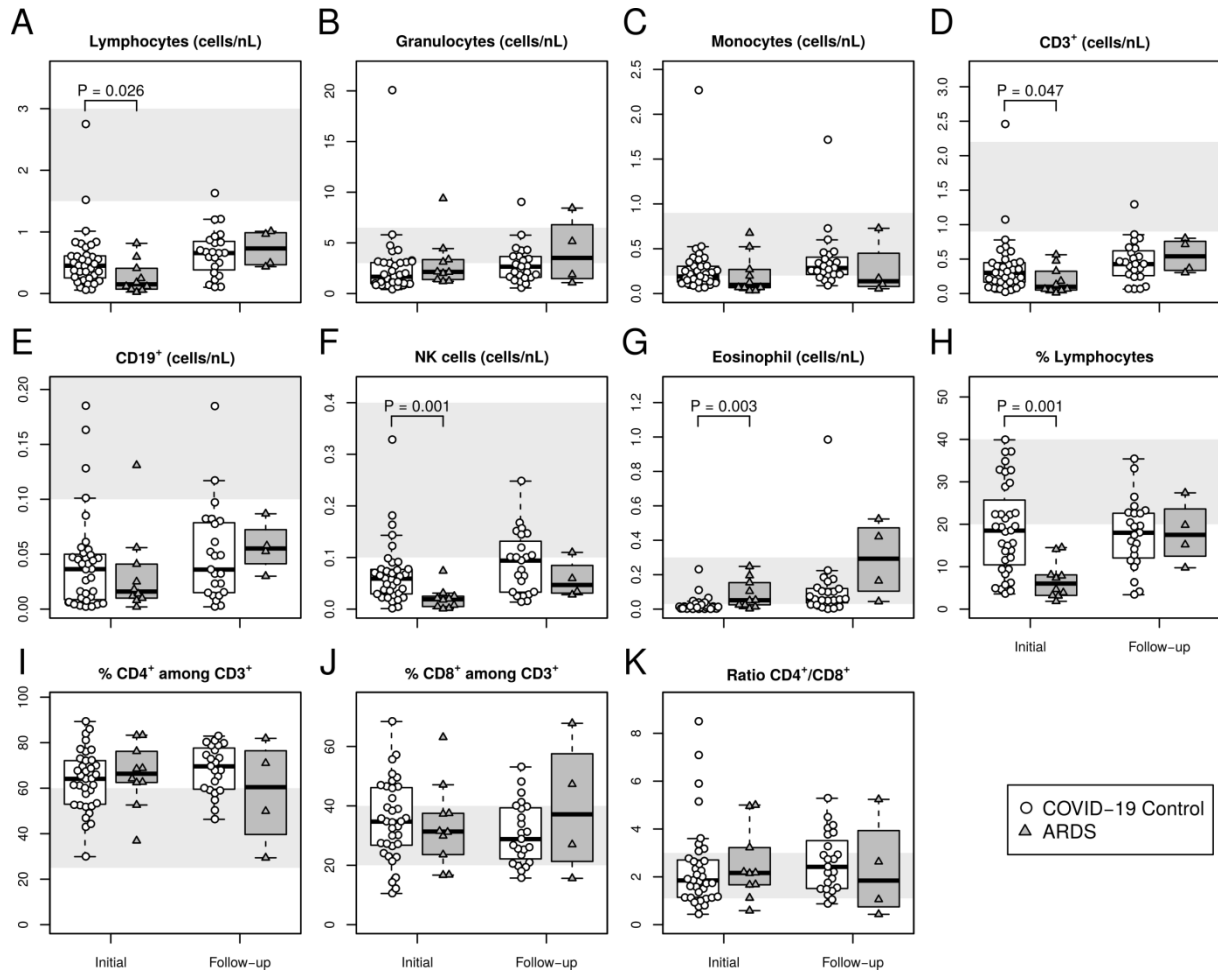 A
Lymphocytes (cells/nL)
0
1
2
3
P = 0.026
B
Granulocytes (cells/nL)
0
5
10
15
20
C
Monocytes (cells/nL)
0.0
0.5
1.0
1.5
2.0
2.5
D
CD3⁺ (cells/nL)
0.0
0.5
1.0
1.5
2.0
2.5
3.0
P = 0.047
E
CD19⁺ (cells/nL)
0.00
0.05
0.10
0.15
0.20
F
NK cells (cells/nL)
0.0
0.1
0.2
0.3
0.4
P = 0.001
G
Eosinophil (cells/nL)
0.0
0.2
0.4
0.6
0.8
1.0
1.2
P = 0.003
H
% Lymphocytes
0
10
20
30
40
50
P = 0.001
Initial
Follow−up
I
% CD4⁺ among CD3⁺
0
20
40
60
80
100
Initial
Follow−up
J
% CD8⁺ among CD3⁺
0
20
40
60
Initial
Follow−up
K
Ratio CD4⁺/CD8⁺
0
2
4
6
8
Initial
Follow−up
COVID−19 Control
ARDS